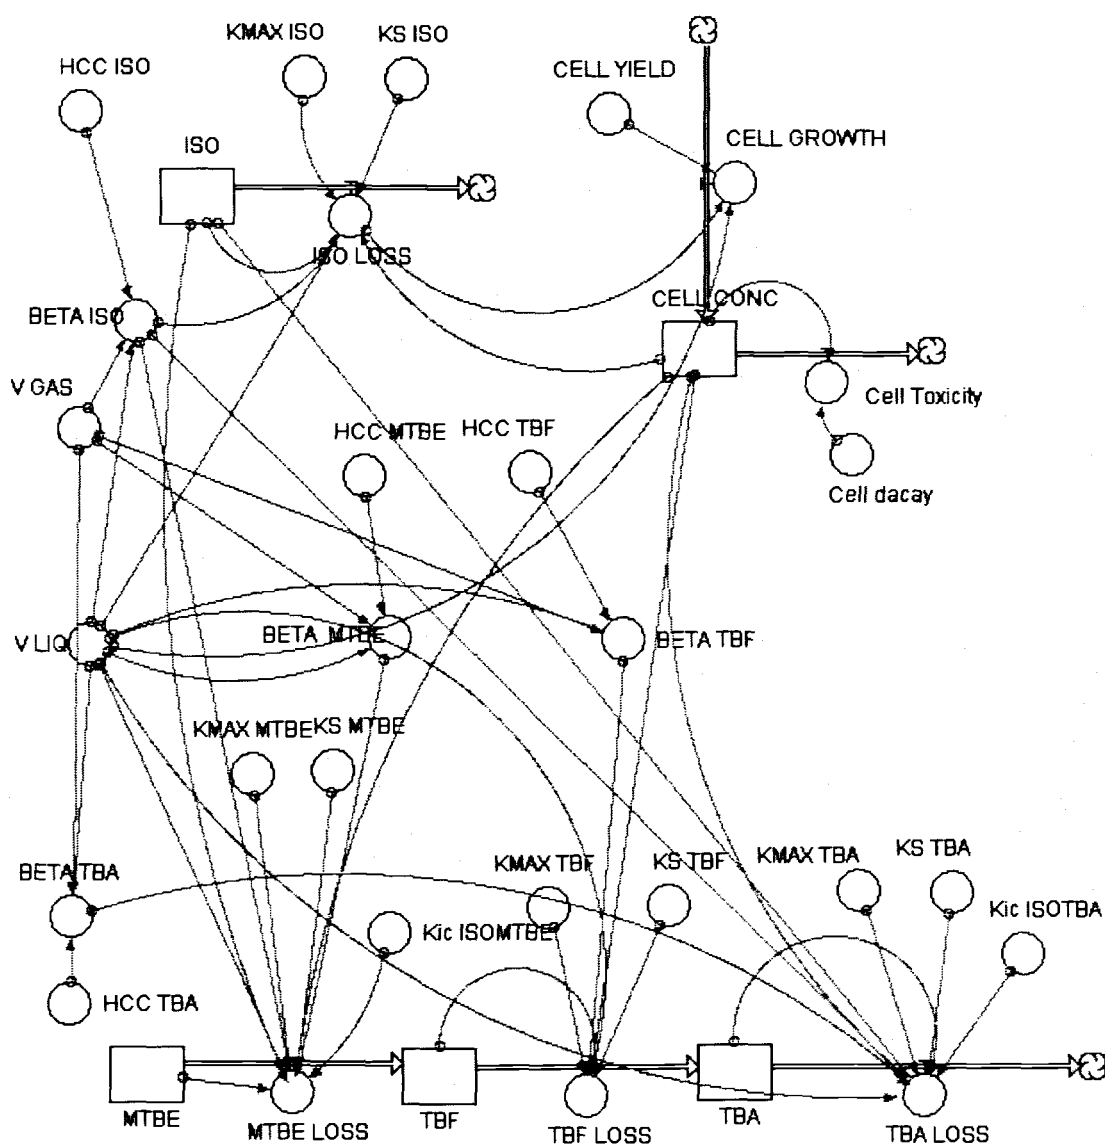 KMAX ISO
KS ISO
HCC ISO
CELL YIELD
CELL GROWTH
ISO
ISO LOSS
CELL CONC
BETA ISO
V GAS
Cell Toxicity
HCC MTBE
HCC TBF
Cell dacay
V LIQ
BETA MTBE
BETA TBF
KMAX MTBE
KS MTBE
BETA TBA
KMAX TBF
KS TBF
KMAX TBA
KS TBA
Kic ISOMTBE
Kic ISOTBA
HCC TBA
MTBE
MTBE LOSS
TBF
TBF LOSS
TBA
TBA LOSS